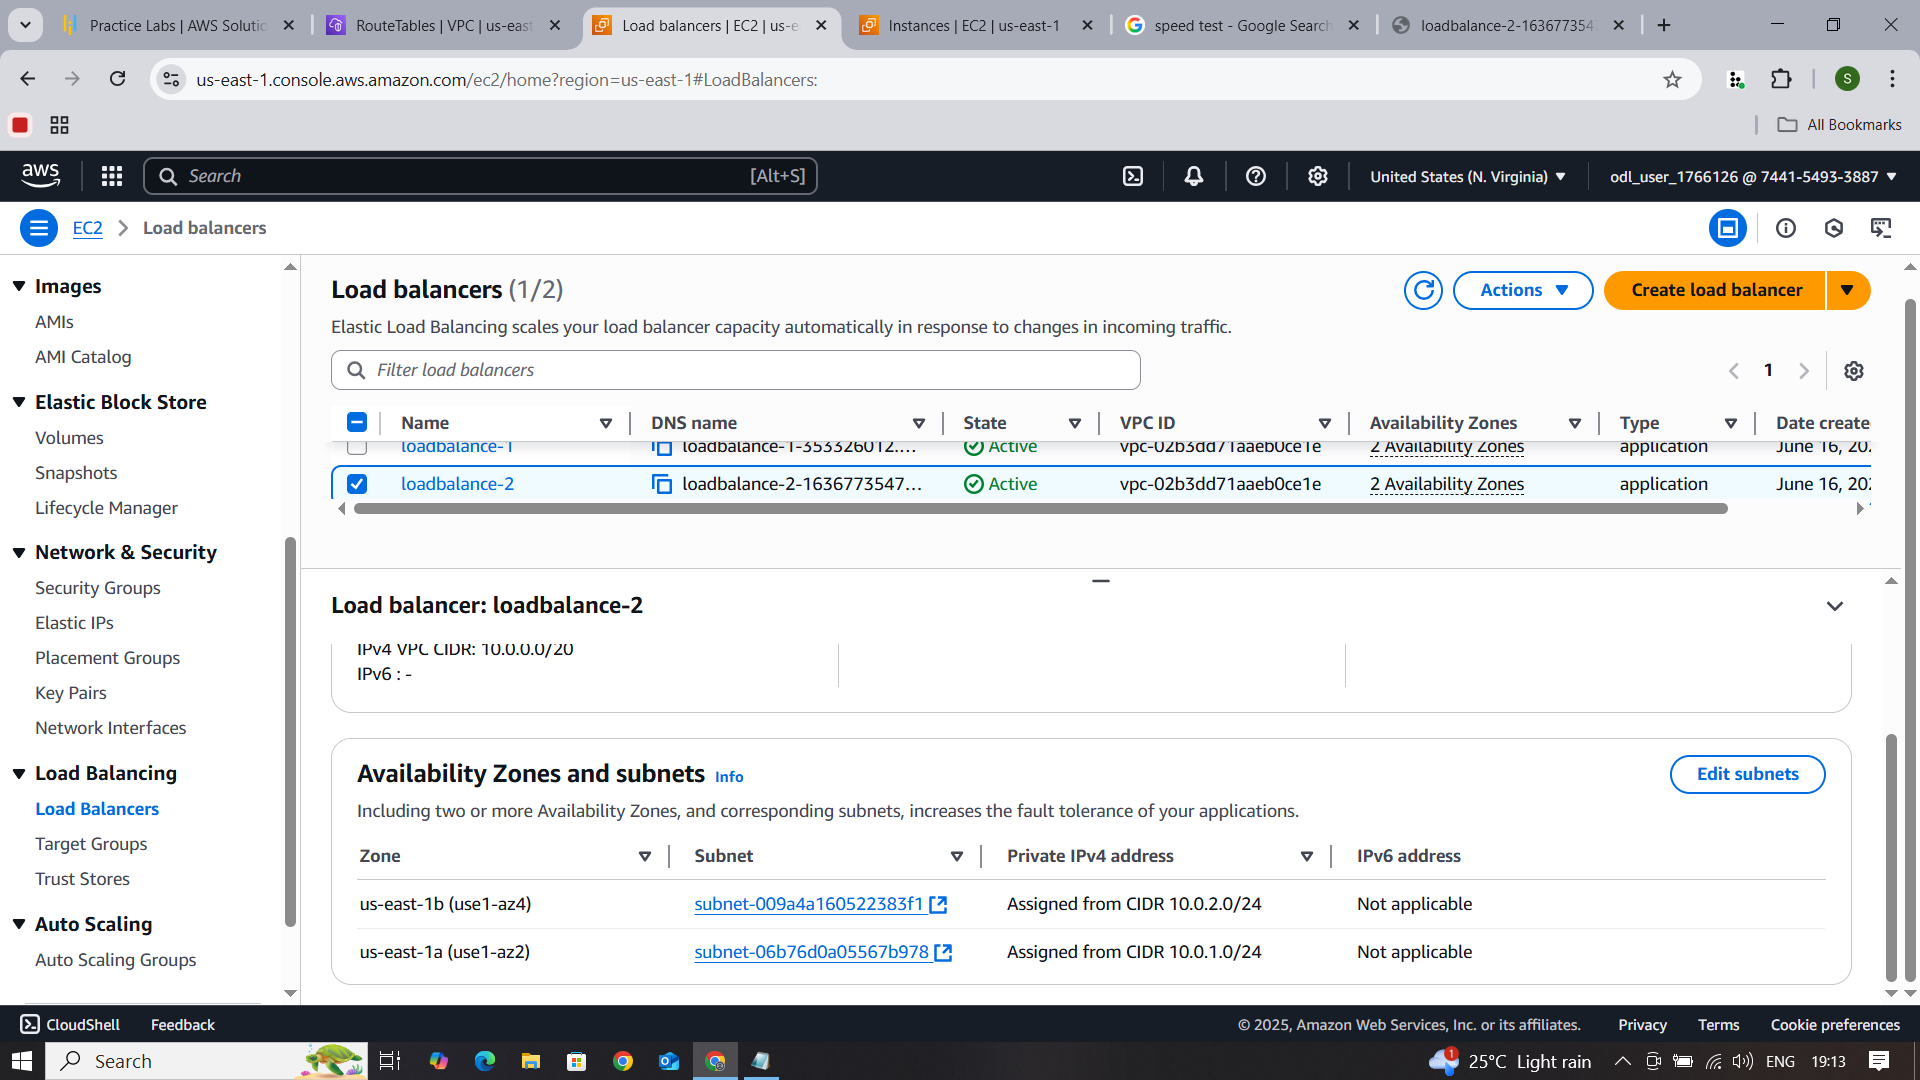 Practice Labs | AWS Solutio
RouteTables | VPC | us-east
Load balancers | EC2 | us-e
Instances | EC2 | us-east-1
speed test - Google Search
loadbalance-2-163677354
us-east-1.console.aws.amazon.com/ec2/home?region=us-east-1#LoadBalancers:
S
All Bookmarks
aws
Search
[Alt+S]
United States (N. Virginia)
odl_user_1766126 @ 7441-5493-3887
EC2
Load balancers
Images
AMIs
AMI Catalog
Elastic Block Store
Volumes
Snapshots
Lifecycle Manager
Network & Security
Security Groups
Elastic IPs
Placement Groups
Key Pairs
Network Interfaces
Load Balancing
Load Balancers
Target Groups
Trust Stores
Auto Scaling
Auto Scaling Groups
Load balancers (1/2)
Actions
Create load balancer
Elastic Load Balancing scales your load balancer capacity automatically in response to changes in incoming traffic.
Filter load balancers
1
Name DNS name State VPC ID Availability Zones Type Date create
loadbalance-1 loadbalance-1-353326012.... Active vpc-02b3dd71aaeb0ce1e 2 Availability Zones application June 16, 202
loadbalance-2 loadbalance-2-1636773547... Active vpc-02b3dd71aaeb0ce1e 2 Availability Zones application June 16, 202
Load balancer: loadbalance-2
IPv4 VPC CIDR: 10.0.0.0/20
IPv6 : -
Availability Zones and subnets Info
Edit subnets
Including two or more Availability Zones, and corresponding subnets, increases the fault tolerance of your applications.
Zone Subnet Private IPv4 address IPv6 address
us-east-1b (use1-az4) subnet-009a4a160522383f1 Assigned from CIDR 10.0.2.0/24 Not applicable
us-east-1a (use1-az2) subnet-06b76d0a05567b978 Assigned from CIDR 10.0.1.0/24 Not applicable
CloudShell
Feedback
© 2025, Amazon Web Services, Inc. or its affiliates.
Privacy
Terms
Cookie preferences
Search
1
25°C Light rain
ENG
19:13